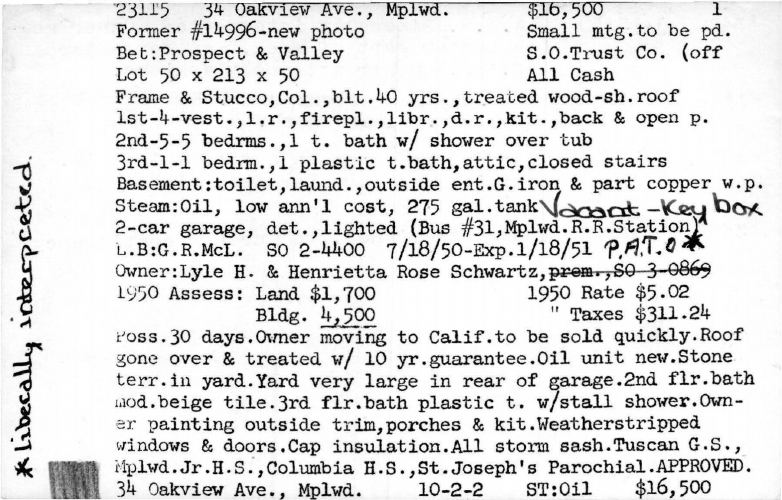 23115 34 Oakview Ave., Mplwd. $16,500 1
Former #14996-new photo Small mtg.to be pd.
Bet:Prospect & Valley S.O.Trust Co. (off
Lot 50 x 213 x 50 All Cash
Frame & Stucco,Col.,blt.40 yrs.,treated wood-sh.roof
1st-4-vest.,l.r.,firepl.,libr.,d.r.,kit.,back & open p.
2nd-5-5 bedrms.,1 t. bath w/ shower over tub
3rd-1-1 bedrm.,1 plastic t.bath,attic,closed stairs
Basement:toilet,laund.,outside ent.G.iron & part copper w.p.
Steam:Oil, low ann'l cost, 275 gal.tank Vacant - Key box
2-car garage, det.,lighted (Bus #31,Mplwd.R.R.Station)
L.B:G.R.McL. SO 2-4400 7/18/50-Exp.1/18/51 P.A.T.O *
Owner:Lyle H. & Henrietta Rose Schwartz,prem.,SO 3-0869
1950 Assess: Land $1,700 1950 Rate $5.02
Bldg. 4,500 " Taxes $311.24
Poss.30 days.Owner moving to Calif.to be sold quickly.Roof
gone over & treated w/ 10 yr.guarantee.Oil unit new.Stone
terr.in yard.Yard very large in rear of garage.2nd flr.bath
mod.beige tile.3rd flr.bath plastic t. w/stall shower.Own-
er painting outside trim,porches & kit.Weatherstripped
windows & doors.Cap insulation.All storm sash.Tuscan G.S.,
Mplwd.Jr.H.S.,Columbia H.S.,St.Joseph's Parochial.APPROVED.
34 Oakview Ave., Mplwd. 10-2-2 ST:Oil $16,500
* liberally interpreted.